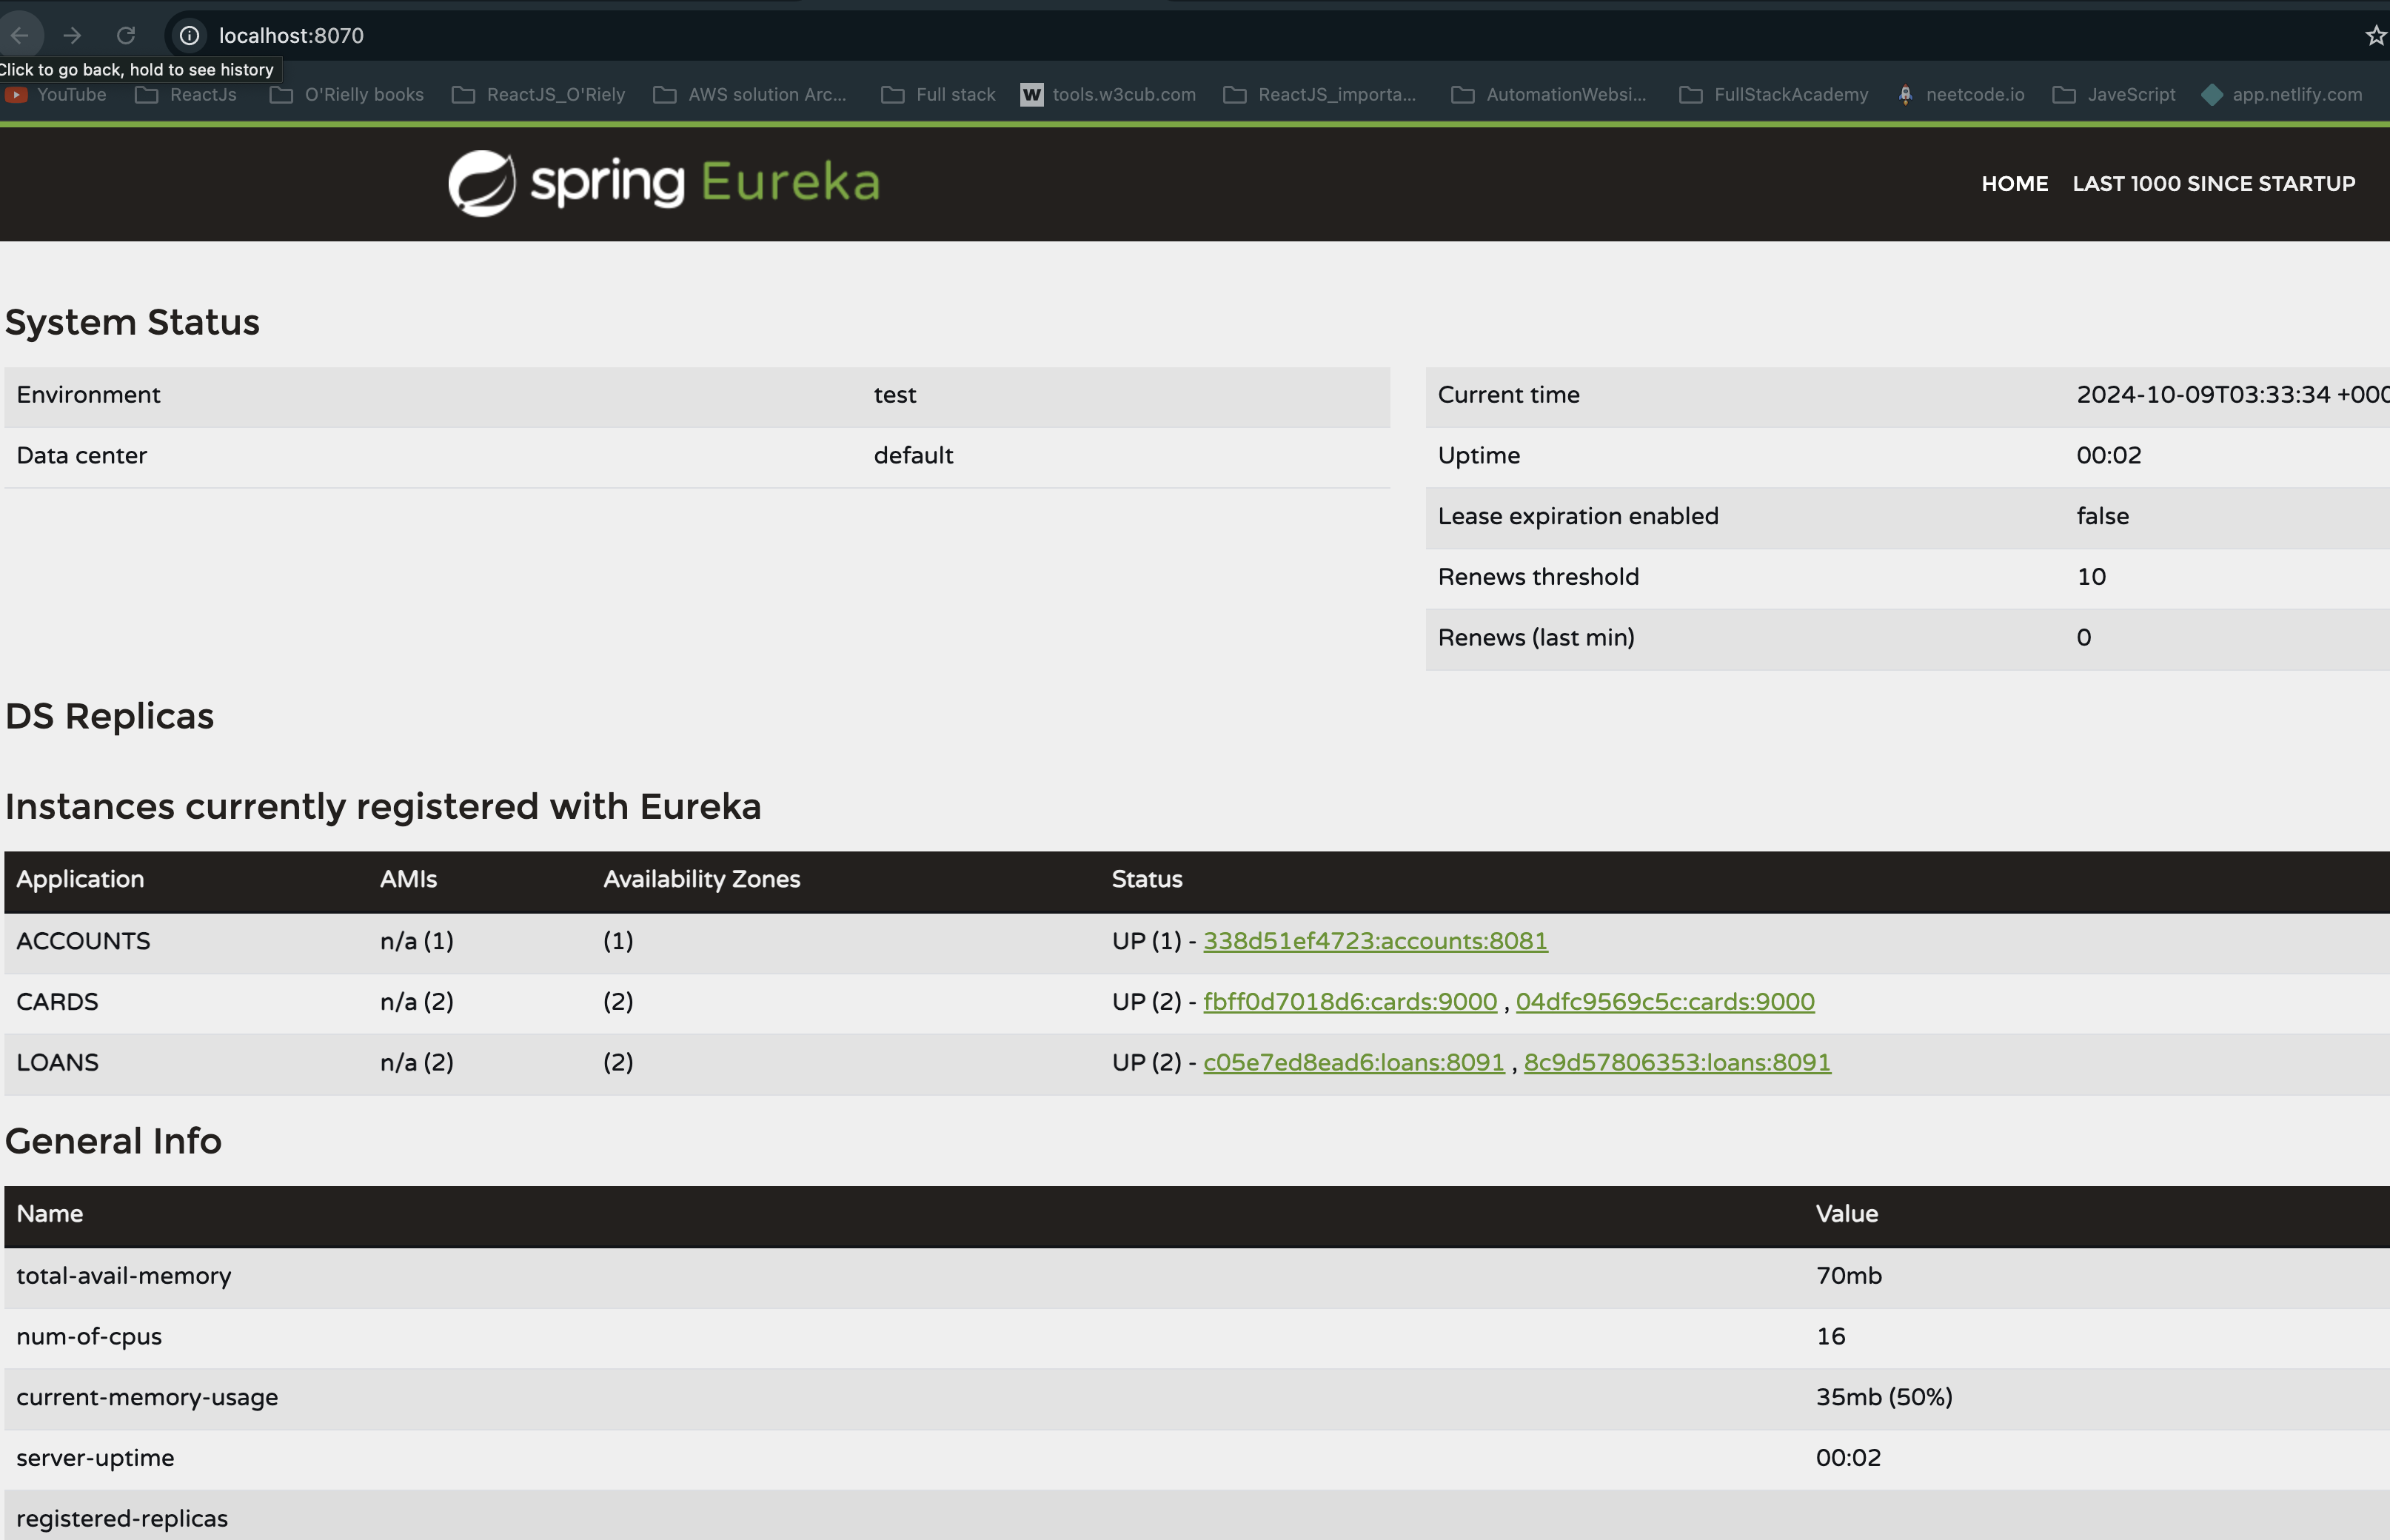 localhost:8070
Click to go back, hold to see history
YouTube ReactJs O'Rielly books ReactJS_O'Riely AWS solution Arc... Full stack W tools.w3cub.com ReactJS_importa... AutomationWebsi... FullStackAcademy neetcode.io JaveScript app.netlify.com
spring Eureka HOME LAST 1000 SINCE STARTUP
System Status
Environment test Current time 2024-10-09T03:33:34 +000
Data center default Uptime 00:02
Lease expiration enabled false
Renews threshold 10
Renews (last min) 0
DS Replicas
Instances currently registered with Eureka
Application AMIs Availability Zones Status
ACCOUNTS n/a (1) (1) UP (1) - 338d51ef4723:accounts:8081
CARDS n/a (2) (2) UP (2) - fbff0d7018d6:cards:9000 , 04dfc9569c5c:cards:9000
LOANS n/a (2) (2) UP (2) - c05e7ed8ead6:loans:8091 , 8c9d57806353:loans:8091
General Info
Name Value
total-avail-memory 70mb
num-of-cpus 16
current-memory-usage 35mb (50%)
server-uptime 00:02
registered-replicas